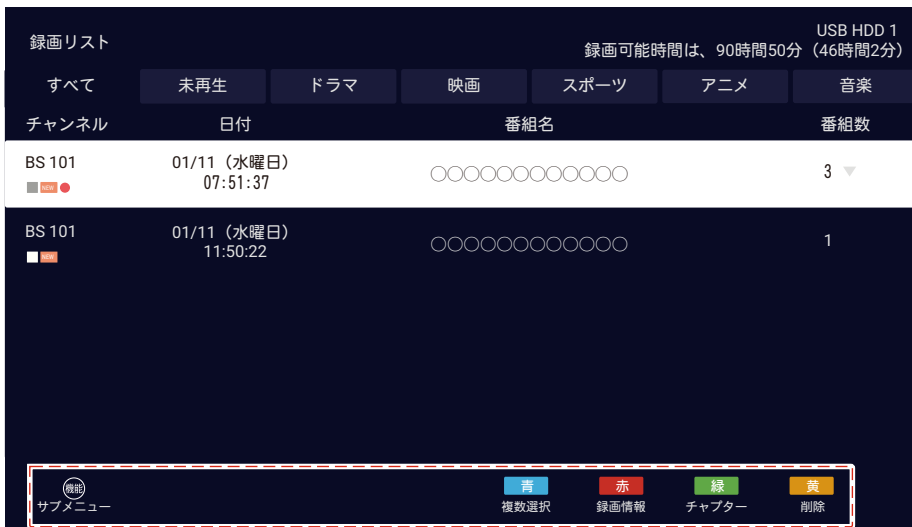 録画リスト
USB HDD 1
録画可能時間は、90時間50分（46時間2分）
すべて 未再生 ドラマ 映画 スポーツ アニメ 音楽
チャンネル 日付 番組名 番組数
BS 101 01/11（水曜日） ○○○○○○○○○○○○ 3
NEW 07:51:37
BS 101 01/11（水曜日） ○○○○○○○○○○○○ 1
NEW 11:50:22
機能 青 赤 緑 黄
サブメニュー 複数選択 録画情報 チャプター 削除